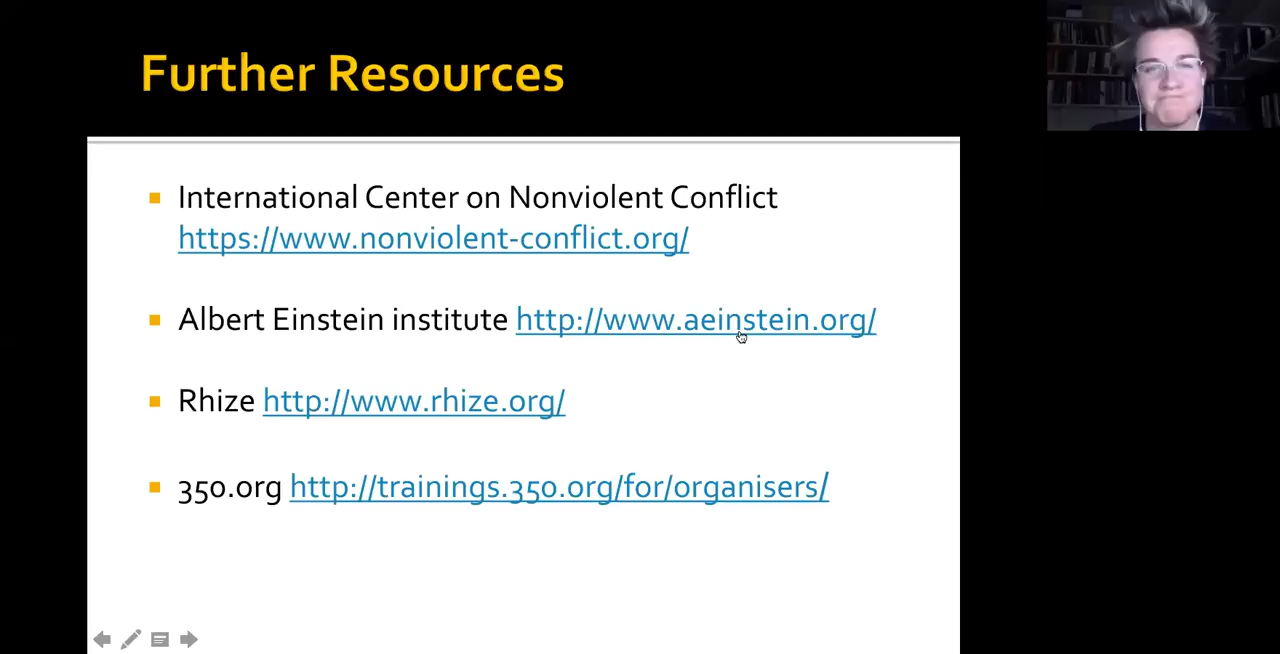 Further Resources
International Center on Nonviolent Conflict
https://www.nonviolent-conflict.org/
Albert Einstein institute http://www.aeinstein.org/
Rhize http://www.rhize.org/
350.org http://trainings.350.org/for/organisers/